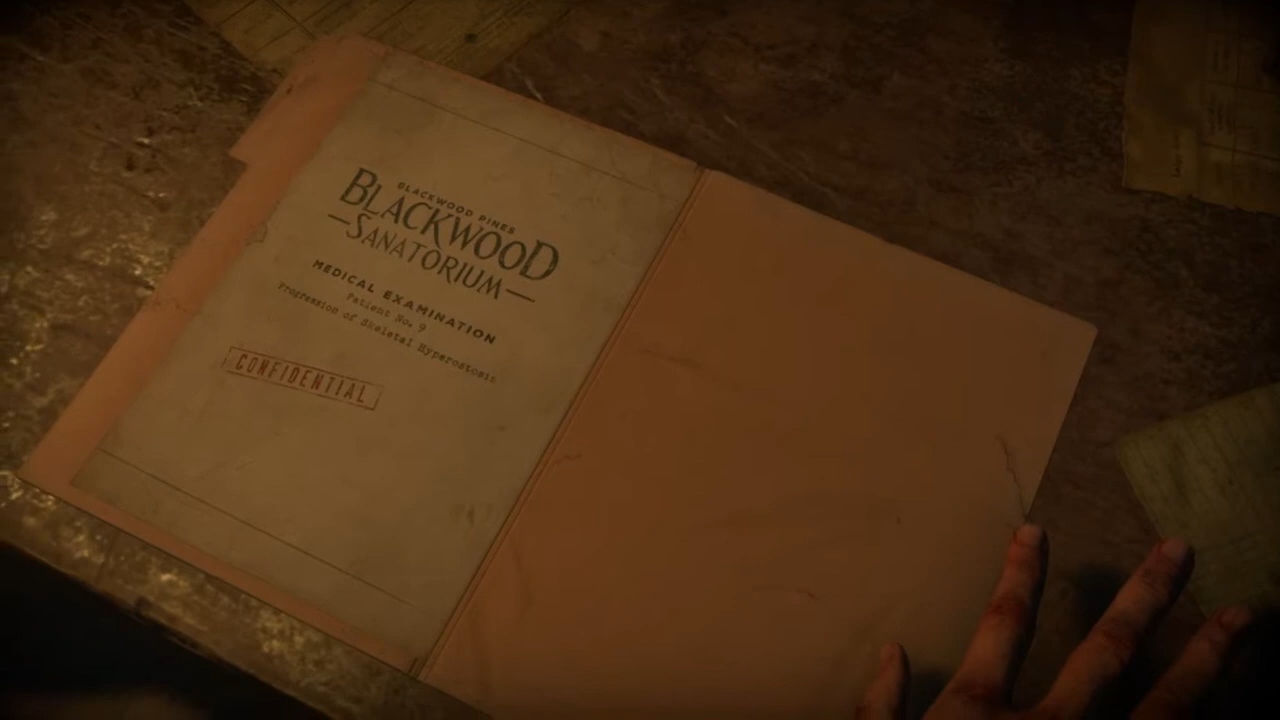 BLACKWOOD PINES
BLACKWOOD
SANATORIUM
MEDICAL EXAMINATION
Patient No. 9
Progression of Skeletal Hyperostosis
CONFIDENTIAL